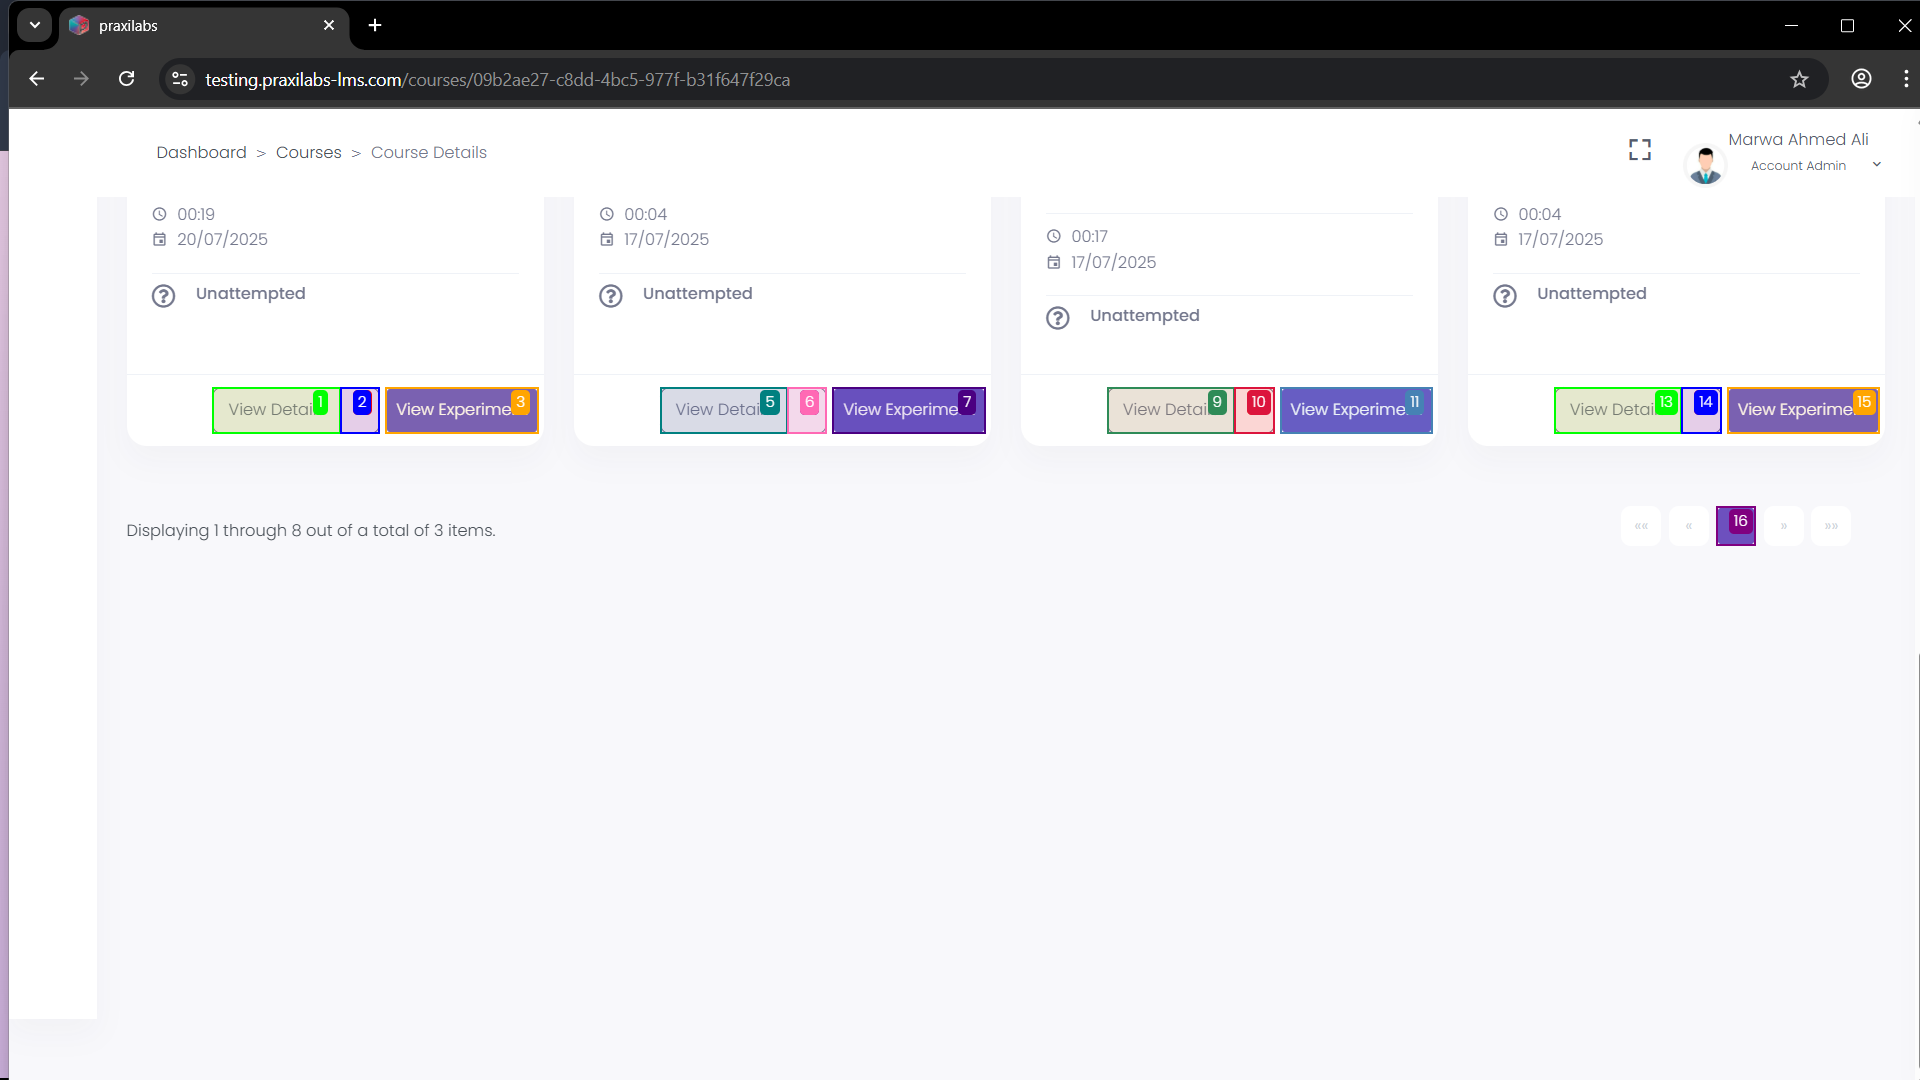 praxilabs
testing.praxilabs-lms.com/courses/09b2ae27-c8dd-4bc5-977f-b31f647f29ca
Dashboard > Courses > Course Details
Marwa Ahmed Ali
Account Admin
00:19
20/07/2025
Unattempted
View Detai 1
2
View Experime 3
00:04
17/07/2025
Unattempted
View Detai 5
6
View Experime 7
00:17
17/07/2025
Unattempted
View Detai 9
10
View Experime 11
00:04
17/07/2025
Unattempted
View Detai 13
14
View Experime 15
Displaying 1 through 8 out of a total of 3 items.
«« « 16 » »»